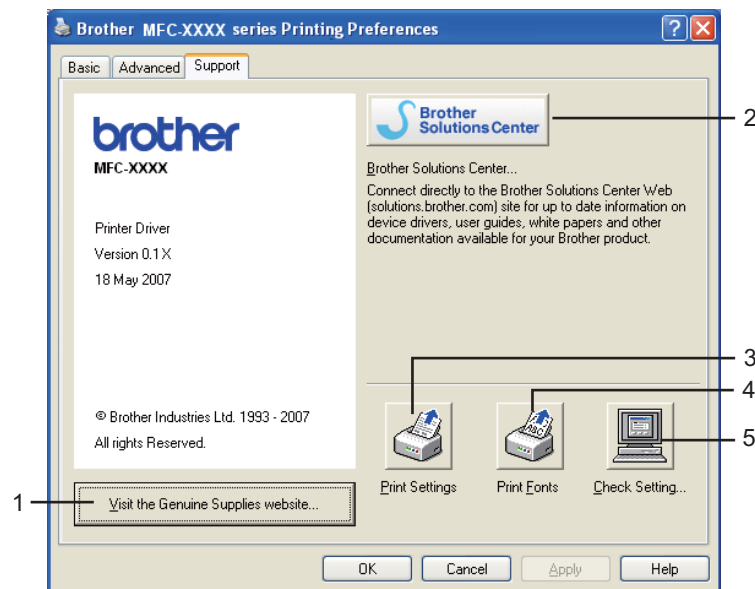 Brother MFC-XXXX series Printing Preferences
Basic
Advanced
Support
brother
MFC-XXXX
Printer Driver
Version 0.1X
18 May 2007
© Brother Industries Ltd. 1993 - 2007
All rights Reserved.
1
Visit the Genuine Supplies website...
Brother
Solutions Center
2
Brother Solutions Center...
Connect directly to the Brother Solutions Center Web
(solutions.brother.com) site for up to date information on
device drivers, user guides, white papers and other
documentation available for your Brother product.
3
4
5
ABC
Print Settings
Print Fonts
Check Setting...
OK
Cancel
Apply
Help